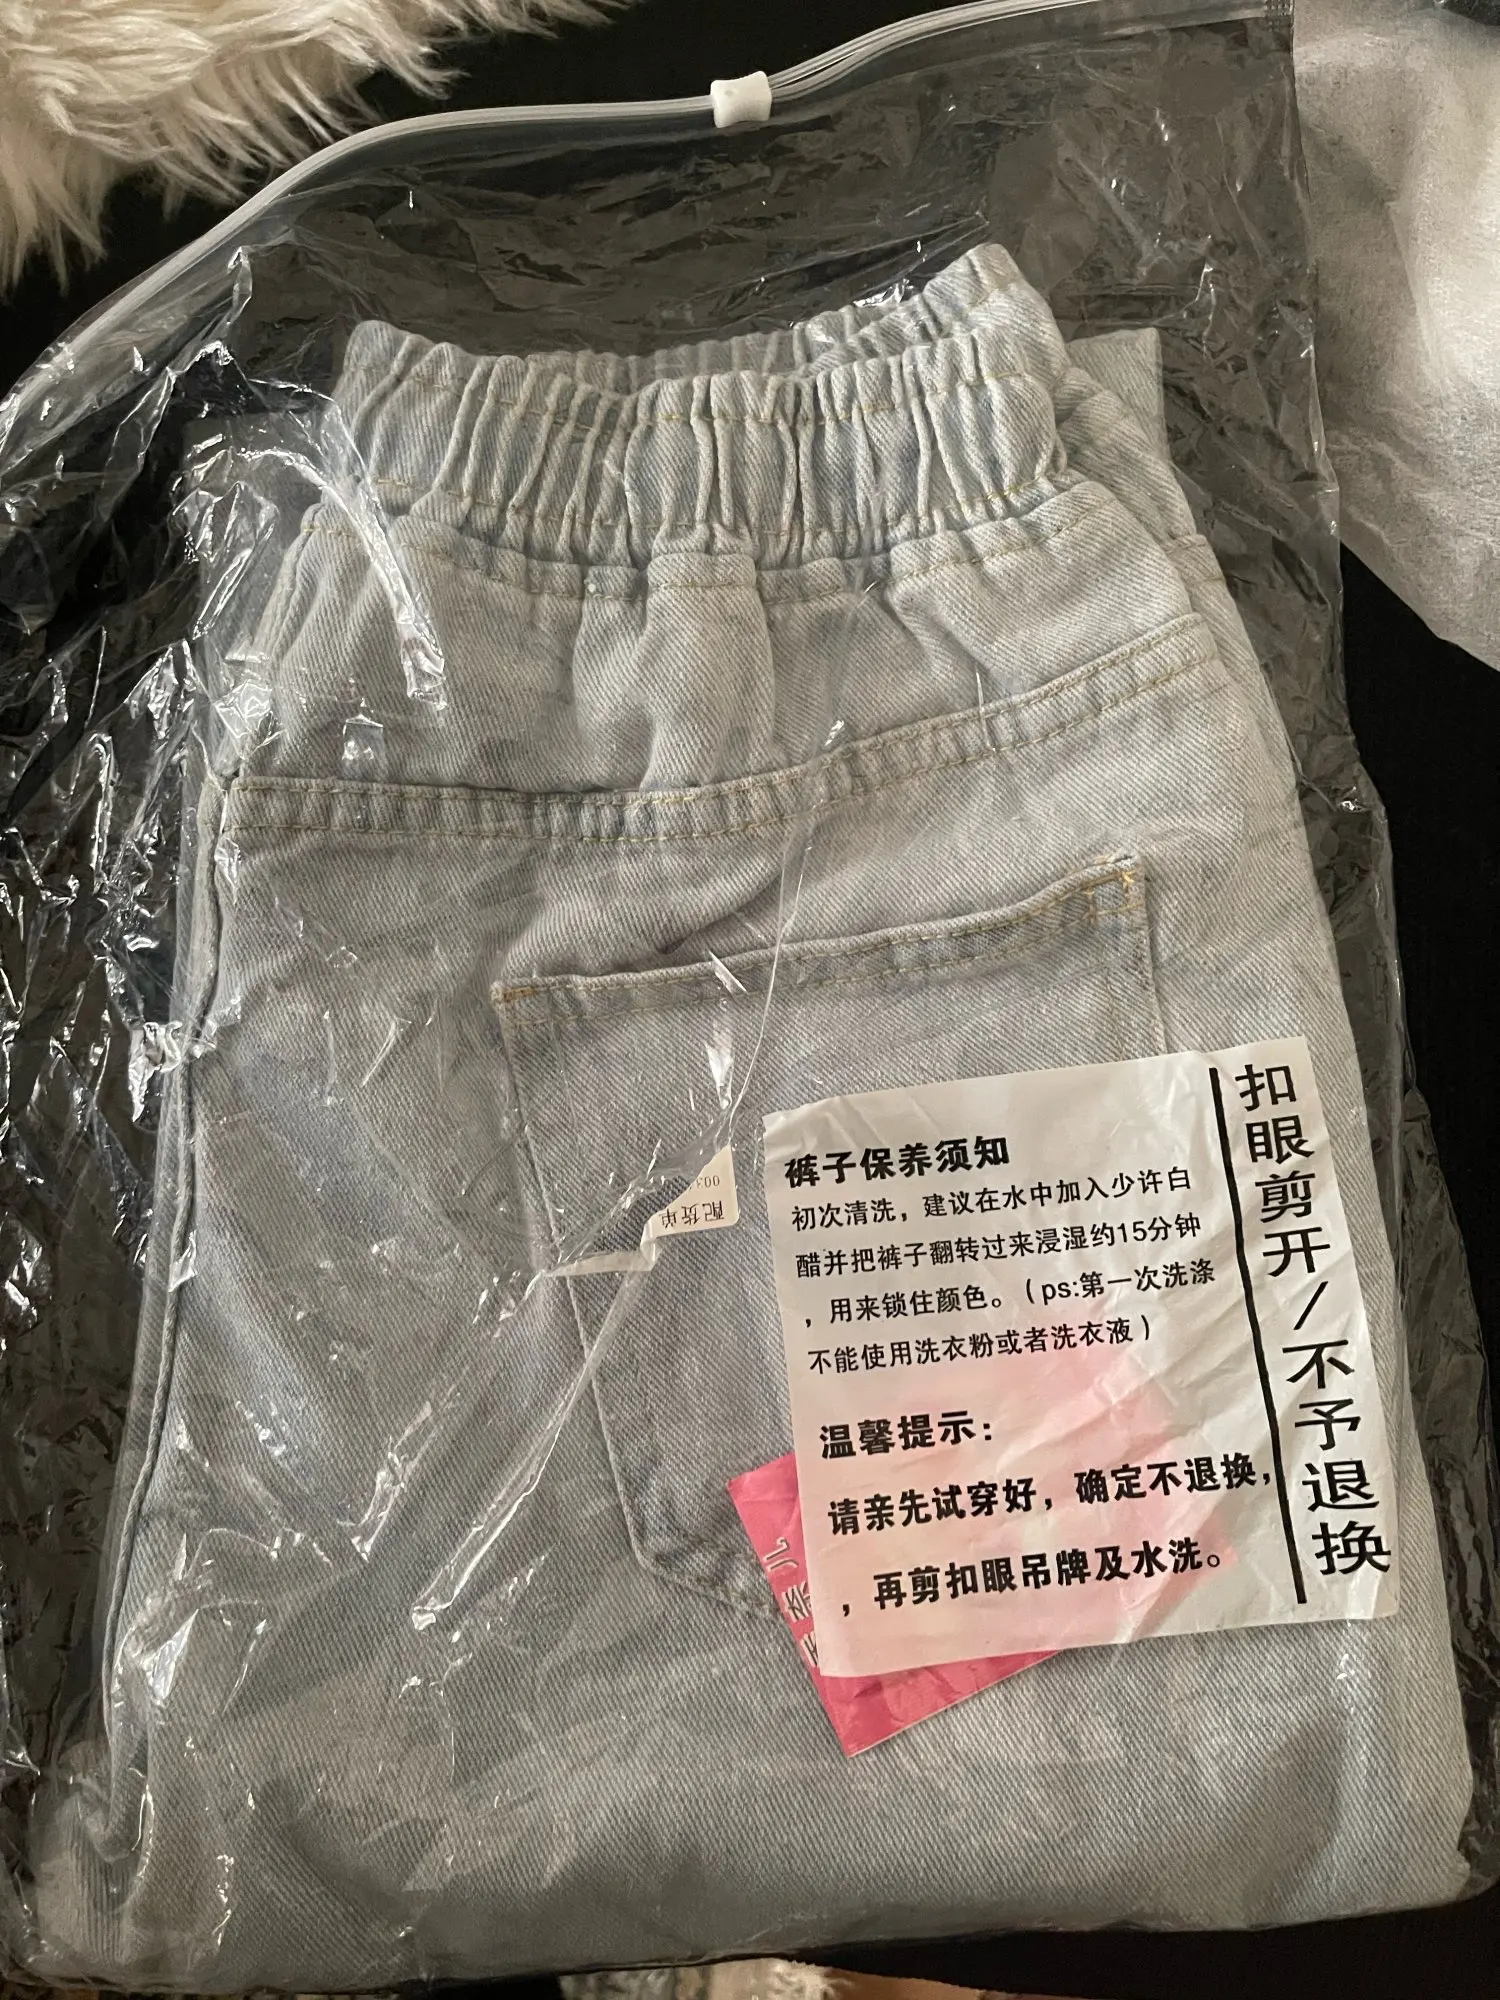 裤子保养须知
初次清洗，建议在水中加入少许白
醋并把裤子翻转过来浸湿约15分钟
，用来锁住颜色。（ps:第一次洗涤
不能使用洗衣粉或者洗衣液）
温馨提示：
请亲先试穿好，确定不退换，
，再剪扣眼吊牌及水洗。
扣眼剪开/不予退换
配货单